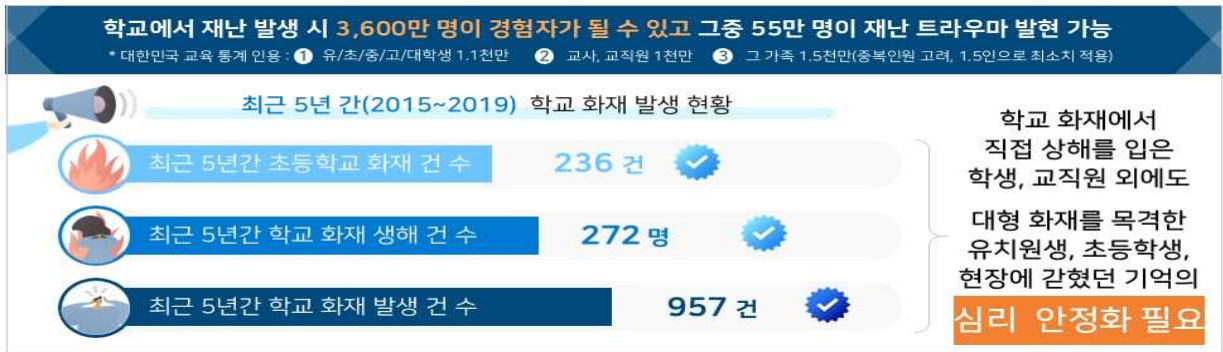 학교에서 재난 발생 시 3,600만 명이 경험자가 될 수 있고 그중 55만 명이 재난 트라우마 발현 가능
* 대한민국 교육 통계 인용 : ① 유/초/중/고/대학생 1.1천만 ② 교사, 교직원 1천만 ③ 그 가족 1.5천만(중복인원 고려, 1.5인으로 최소치 적용)
최근 5년 간(2015~2019) 학교 화재 발생 현황
최근 5년간 초등학교 화재 건 수 236 건
최근 5년간 학교 화재 생해 건 수 272 명
최근 5년간 학교 화재 발생 건 수 957 건
학교 화재에서
직접 상해를 입은
학생, 교직원 외에도
대형 화재를 목격한
유치원생, 초등학생,
현장에 갇혔던 기억의
심리 안정화 필요